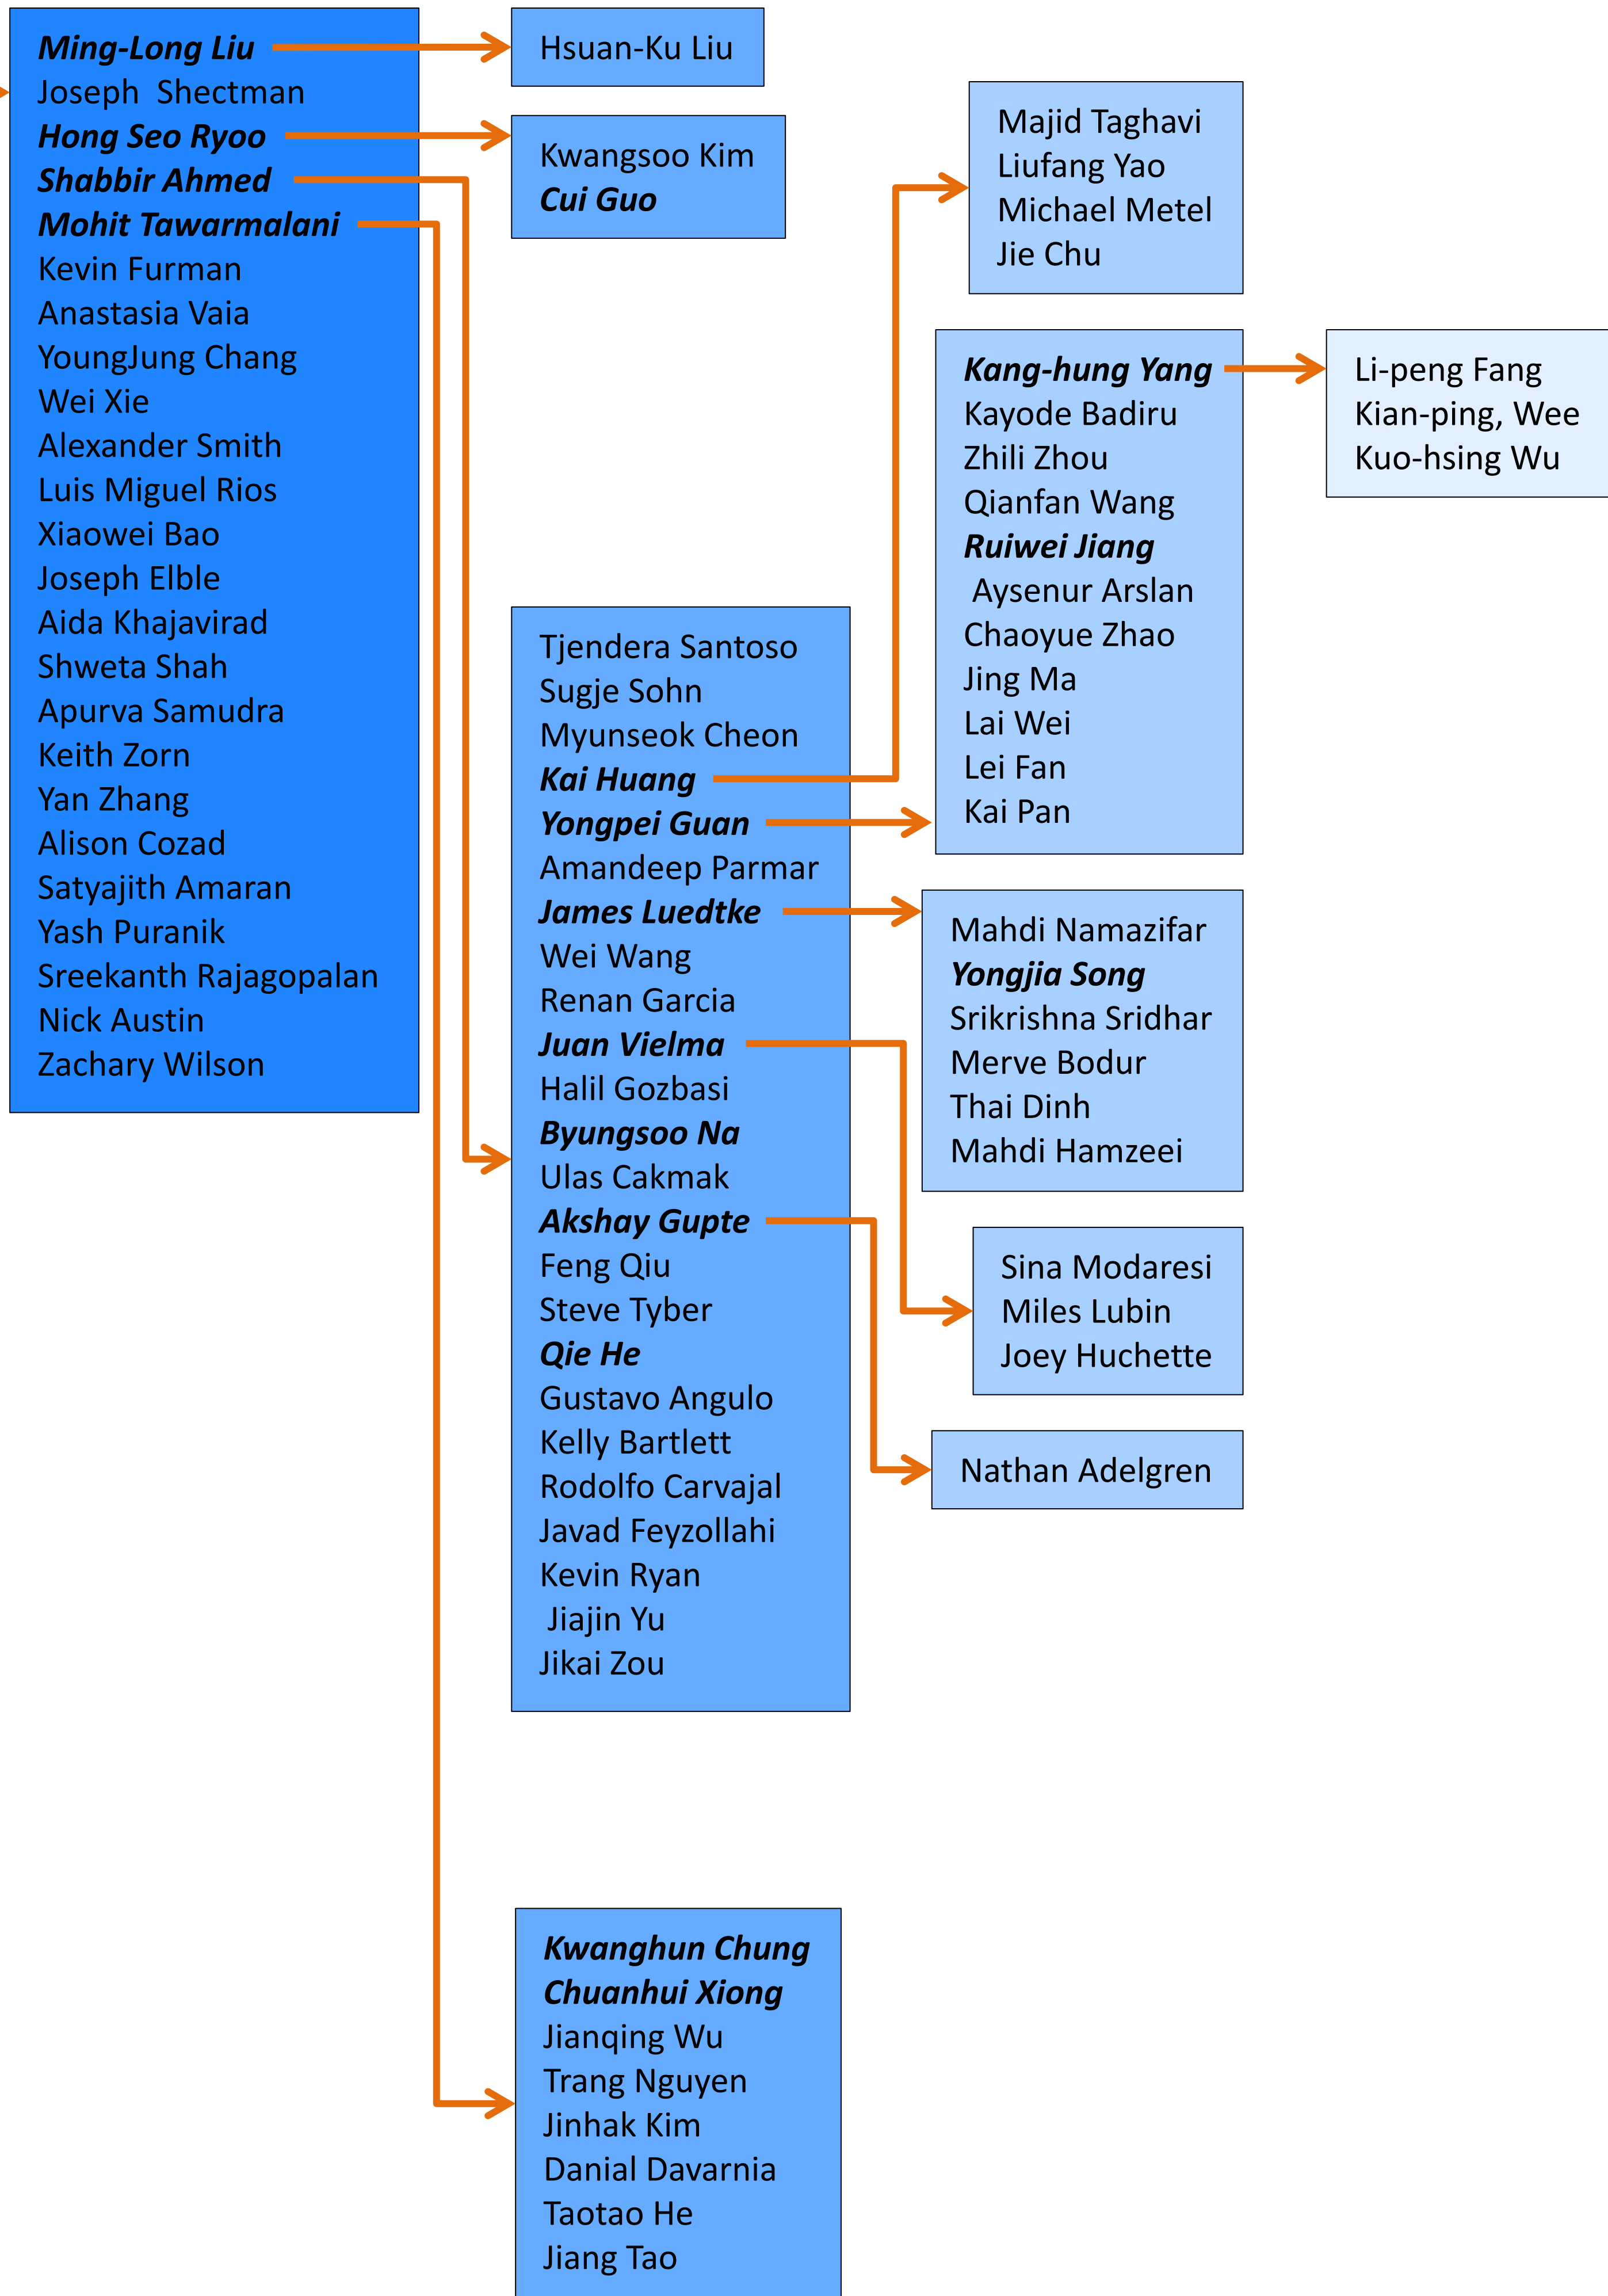 Ming-Long Liu
Joseph Shectman
Hong Seo Ryoo
Shabbir Ahmed
Mohit Tawarmalani
Kevin Furman
Anastasia Vaia
YoungJung Chang
Wei Xie
Alexander Smith
Luis Miguel Rios
Xiaowei Bao
Joseph Elble
Aida Khajavirad
Shweta Shah
Apurva Samudra
Keith Zorn
Yan Zhang
Alison Cozad
Satyajith Amaran
Yash Puranik
Sreekanth Rajagopalan
Nick Austin
Zachary Wilson
Hsuan-Ku Liu
Kwangsoo Kim
Cui Guo
Tjendera Santoso
Sugje Sohn
Myunseok Cheon
Kai Huang
Yongpei Guan
Amandeep Parmar
James Luedtke
Wei Wang
Renan Garcia
Juan Vielma
Halil Gozbasi
Byungsoo Na
Ulas Cakmak
Akshay Gupte
Feng Qiu
Steve Tyber
Qie He
Gustavo Angulo
Kelly Bartlett
Rodolfo Carvajal
Javad Feyzollahi
Kevin Ryan
Jiajin Yu
Jikai Zou
Kwanghun Chung
Chuanhui Xiong
Jianqing Wu
Trang Nguyen
Jinhak Kim
Danial Davarnia
Taotao He
Jiang Tao
Majid Taghavi
Liufang Yao
Michael Metel
Jie Chu
Kang-hung Yang
Kayode Badiru
Zhili Zhou
Qianfan Wang
Ruiwei Jiang
Aysenur Arslan
Chaoyue Zhao
Jing Ma
Lai Wei
Lei Fan
Kai Pan
Mahdi Namazifar
Yongjia Song
Srikrishna Sridhar
Merve Bodur
Thai Dinh
Mahdi Hamzeei
Sina Modaresi
Miles Lubin
Joey Huchette
Nathan Adelgren
Li-peng Fang
Kian-ping, Wee
Kuo-hsing Wu